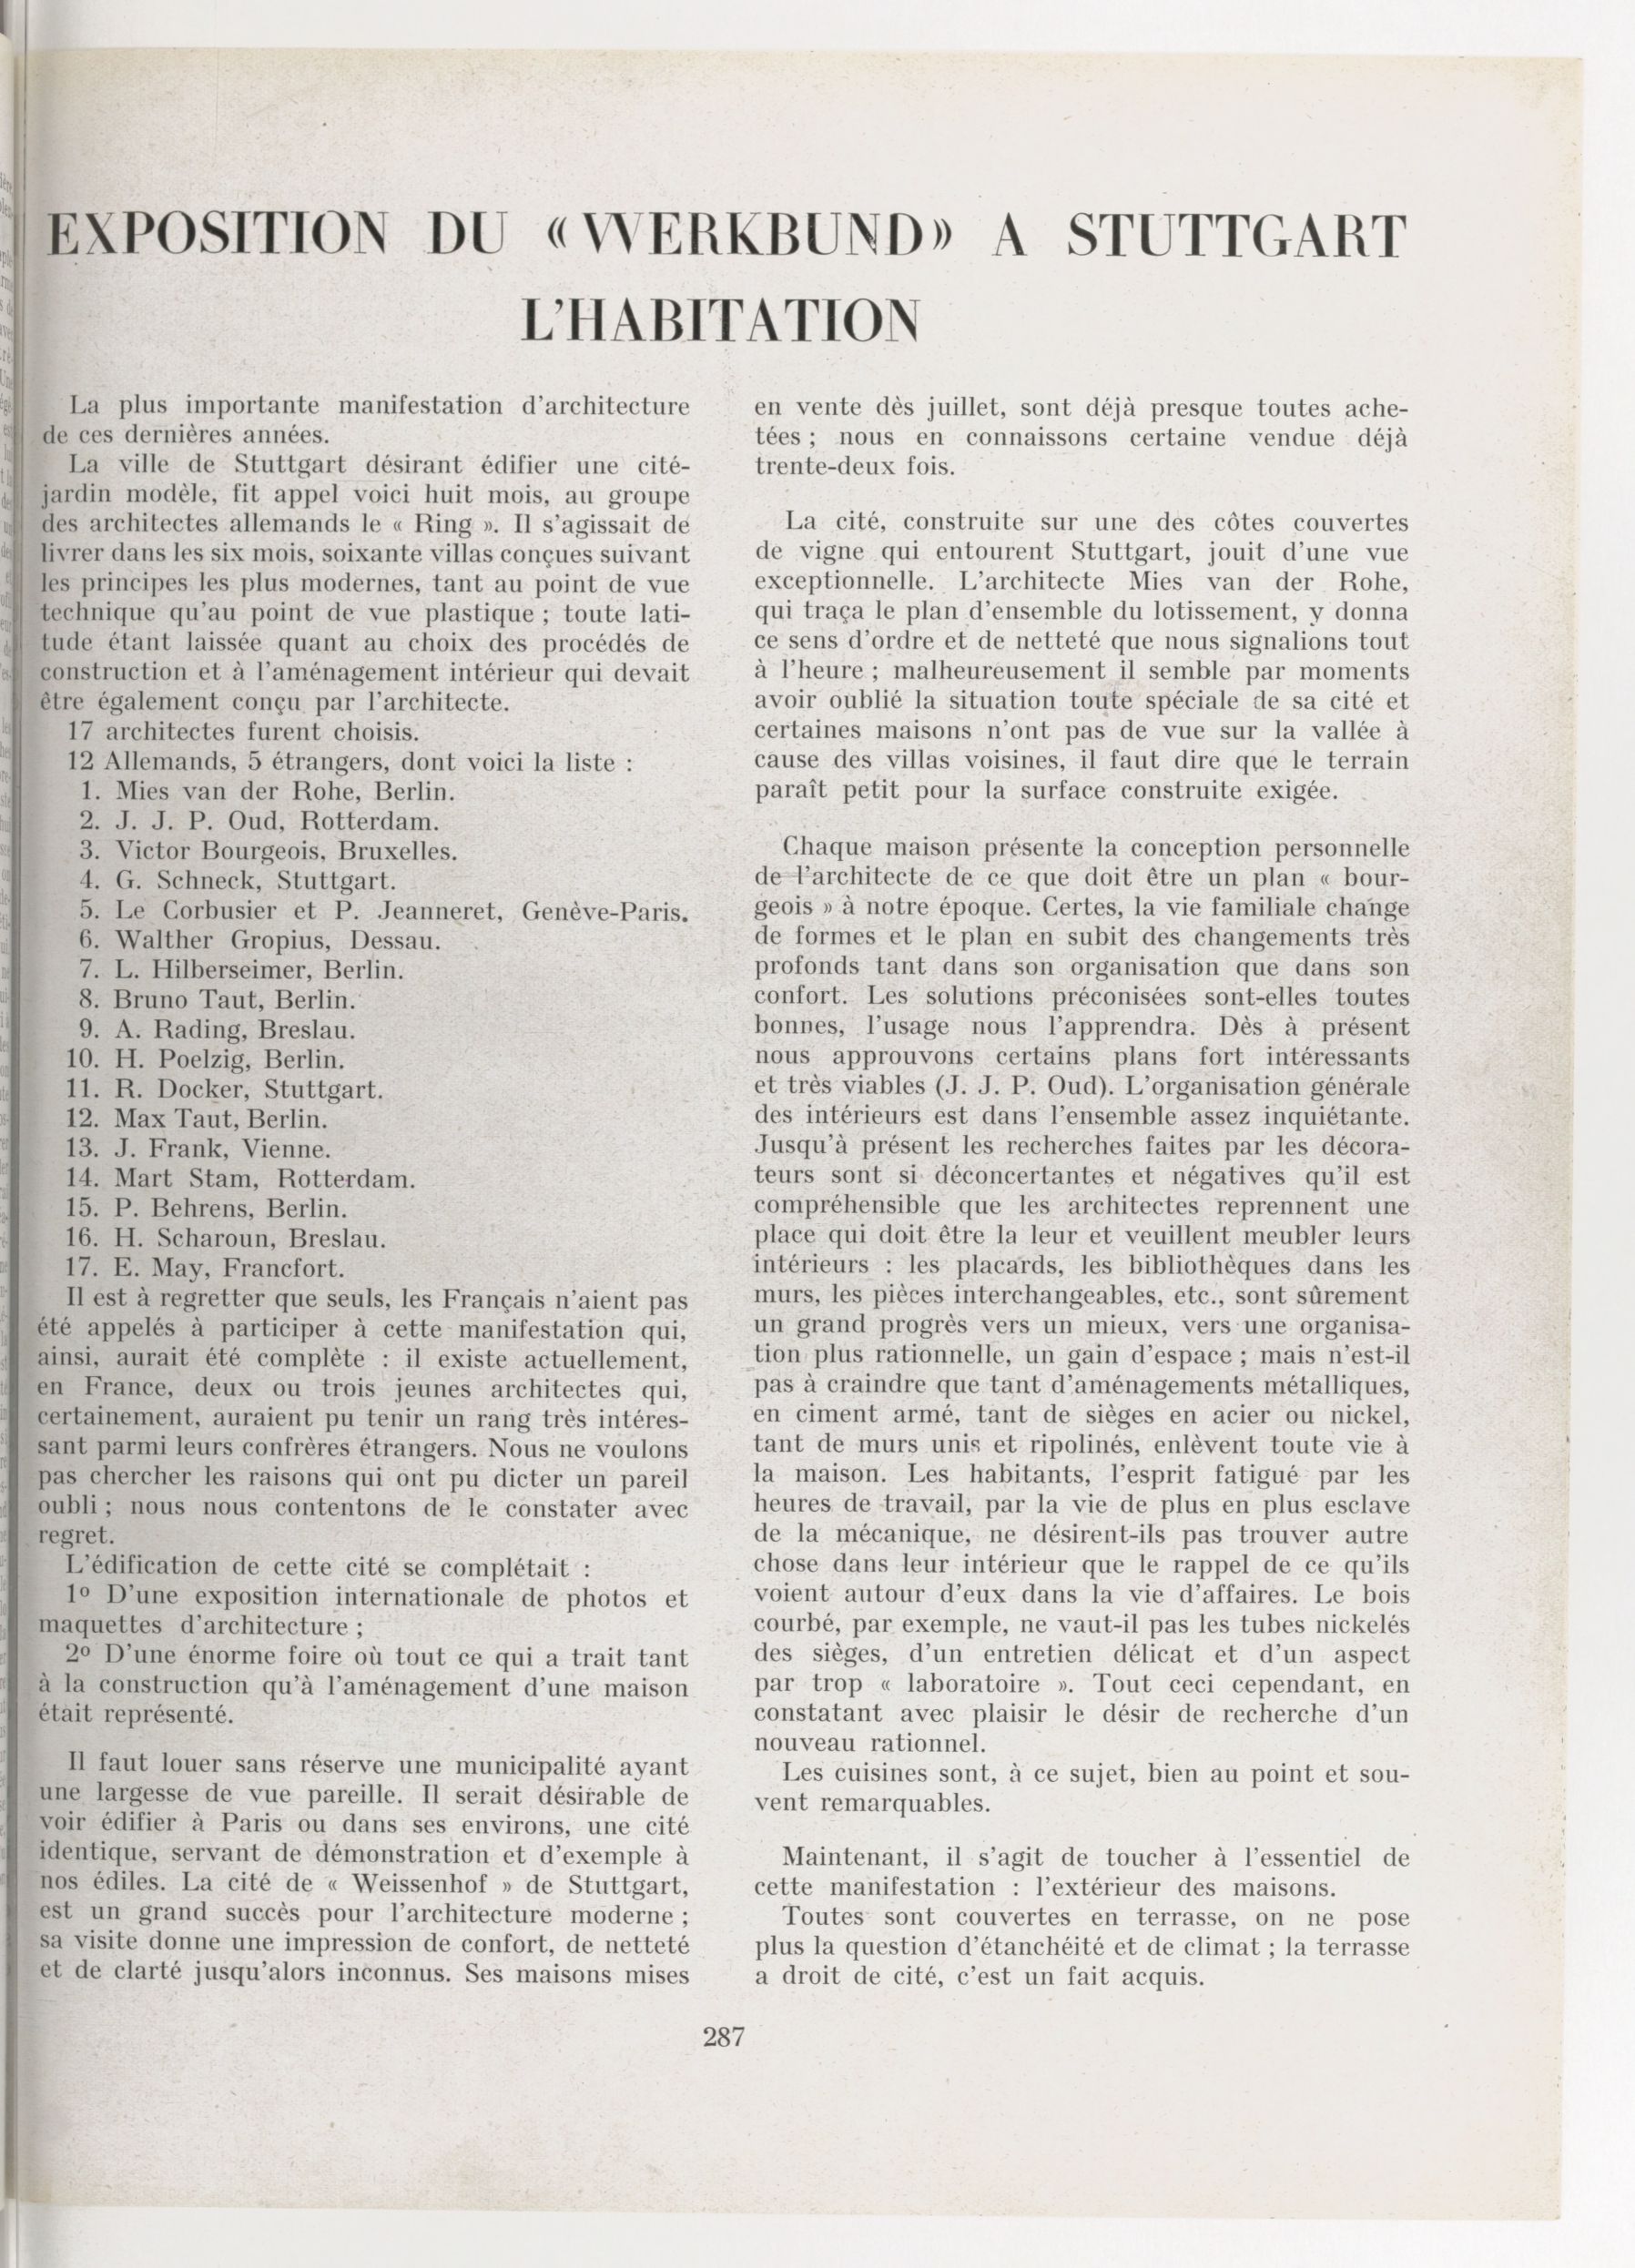 EXPOSITION DU « WERKBUND » A STUTTGART
L'HABITATION
La plus importante manifestation d'architecture
de ces dernières années.
La ville de Stuttgart désirant édifier une cité-
jardin modèle, fit appel voici huit mois, au groupe
des architectes allemands le « Ring ». Il s'agissait de
livrer dans les six mois, soixante villas conçues suivant
les principes les plus modernes, tant au point de vue
technique qu'au point de vue plastique ; toute lati-
tude étant laissée quant au choix des procédés de
construction et à l'aménagement intérieur qui devait
être également conçu par l'architecte.
17 architectes furent choisis.
12 Allemands, 5 étrangers, dont voici la liste :
1. Mies van der Rohe, Berlin.
2. J. J. P. Oud, Rotterdam.
3. Victor Bourgeois, Bruxelles.
4. G. Schneck, Stuttgart.
5. Le Corbusier et P. Jeanneret, Genève-Paris.
6. Walther Gropius, Dessau.
7. L. Hilberseimer, Berlin.
8. Bruno Taut, Berlin.
9. A. Rading, Breslau.
10. H. Poelzig, Berlin.
11. R. Docker, Stuttgart.
12. Max Taut, Berlin.
13. J. Frank, Vienne.
14. Mart Stam, Rotterdam.
15. P. Behrens, Berlin.
16. H. Scharoun, Breslau.
17. E. May, Francfort.
Il est à regretter que seuls, les Français n'aient pas
été appelés à participer à cette manifestation qui,
ainsi, aurait été complète : il existe actuellement,
en France, deux ou trois jeunes architectes qui,
certainement, auraient pu tenir un rang très intéres-
sant parmi leurs confrères étrangers. Nous ne voulons
pas chercher les raisons qui ont pu dicter un pareil
oubli ; nous nous contentons de le constater avec
regret.
L'édification de cette cité se complétait :
1º D'une exposition internationale de photos et
maquettes d'architecture ;
2º D'une énorme foire où tout ce qui a trait tant
à la construction qu'à l'aménagement d'une maison
était représenté.
Il faut louer sans réserve une municipalité ayant
une largesse de vue pareille. Il serait désirable de
voir édifier à Paris ou dans ses environs, une cité
identique, servant de démonstration et d'exemple à
nos édiles. La cité de « Weissenhof » de Stuttgart,
est un grand succès pour l'architecture moderne ;
sa visite donne une impression de confort, de netteté
et de clarté jusqu'alors inconnus. Ses maisons mises
en vente dès juillet, sont déjà presque toutes ache-
tées ; nous en connaissons certaine vendue déjà
trente-deux fois.
La cité, construite sur une des côtes couvertes
de vigne qui entourent Stuttgart, jouit d'une vue
exceptionnelle. L'architecte Mies van der Rohe,
qui traça le plan d'ensemble du lotissement, y donna
ce sens d'ordre et de netteté que nous signalions tout
à l'heure ; malheureusement il semble par moments
avoir oublié la situation toute spéciale de sa cité et
certaines maisons n'ont pas de vue sur la vallée à
cause des villas voisines, il faut dire que le terrain
paraît petit pour la surface construite exigée.
Chaque maison présente la conception personnelle
de l'architecte de ce que doit être un plan « bour-
geois » à notre époque. Certes, la vie familiale change
de formes et le plan en subit des changements très
profonds tant dans son organisation que dans son
confort. Les solutions préconisées sont-elles toutes
bonnes, l'usage nous l'apprendra. Dès à présent
nous approuvons certains plans fort intéressants
et très viables (J. J. P. Oud). L'organisation générale
des intérieurs est dans l'ensemble assez inquiétante.
Jusqu'à présent les recherches faites par les décora-
teurs sont si déconcertantes et négatives qu'il est
compréhensible que les architectes reprennent une
place qui doit être la leur et veuillent meubler leurs
intérieurs : les placards, les bibliothèques dans les
murs, les pièces interchangeables, etc., sont sûrement
un grand progrès vers un mieux, vers une organisa-
tion plus rationnelle, un gain d'espace ; mais n'est-il
pas à craindre que tant d'aménagements métalliques,
en ciment armé, tant de sièges en acier ou nickel,
tant de murs unis et ripolinés, enlèvent toute vie à
la maison. Les habitants, l'esprit fatigué par les
heures de travail, par la vie de plus en plus esclave
de la mécanique, ne désirent-ils pas trouver autre
chose dans leur intérieur que le rappel de ce qu'ils
voient autour d'eux dans la vie d'affaires. Le bois
courbé, par exemple, ne vaut-il pas les tubes nickelés
des sièges, d'un entretien délicat et d'un aspect
par trop « laboratoire ». Tout ceci cependant, en
constatant avec plaisir le désir de recherche d'un
nouveau rationnel.
Les cuisines sont, à ce sujet, bien au point et sou-
vent remarquables.
Maintenant, il s'agit de toucher à l'essentiel de
cette manifestation : l'extérieur des maisons.
Toutes sont couvertes en terrasse, on ne pose
plus la question d'étanchéité et de climat ; la terrasse
a droit de cité, c'est un fait acquis.
287